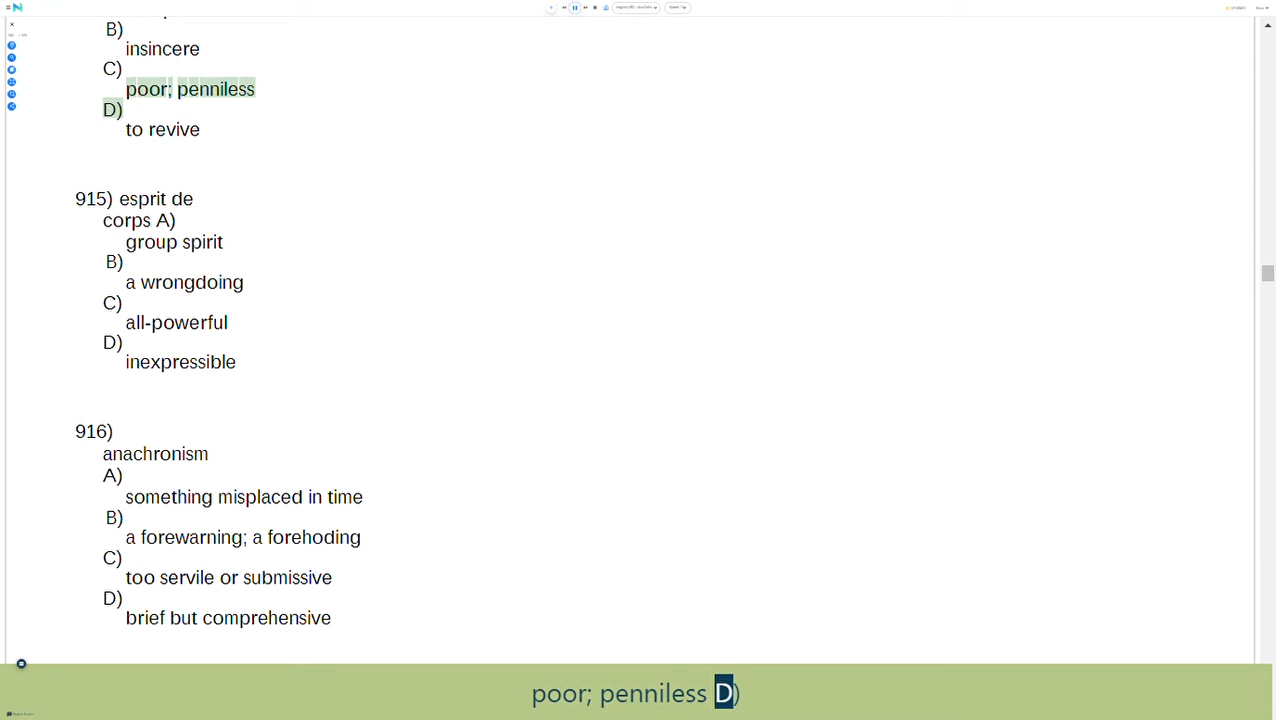 B)
insincere
C)
poor; penniless
D)
to revive
915) esprit de
corps A)
group spirit
B)
a wrongdoing
C)
all-powerful
D)
inexpressible
916)
anachronism
A)
something misplaced in time
B)
a forewarning; a forehoding
C)
too servile or submissive
D)
brief but comprehensive
poor; penniless D)